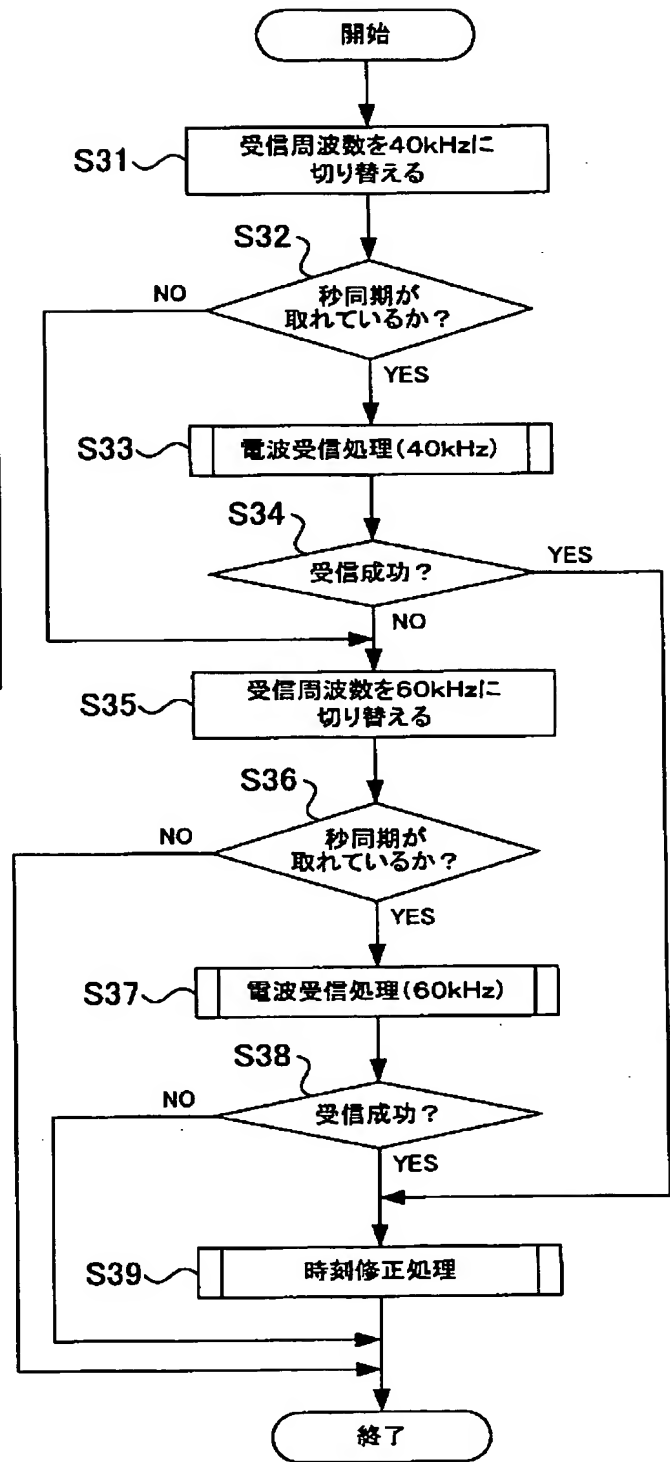 開始
S31
受信周波数を40kHzに
切り替える
S32
NO
秒同期が
取れているか?
YES
S33
電波受信処理(40kHz)
S34
受信成功?
YES
NO
S35
受信周波数を60kHzに
切り替える
S36
NO
秒同期が
取れているか?
YES
S37
電波受信処理(60kHz)
S38
NO
受信成功?
YES
S39
時刻修正処理
終了